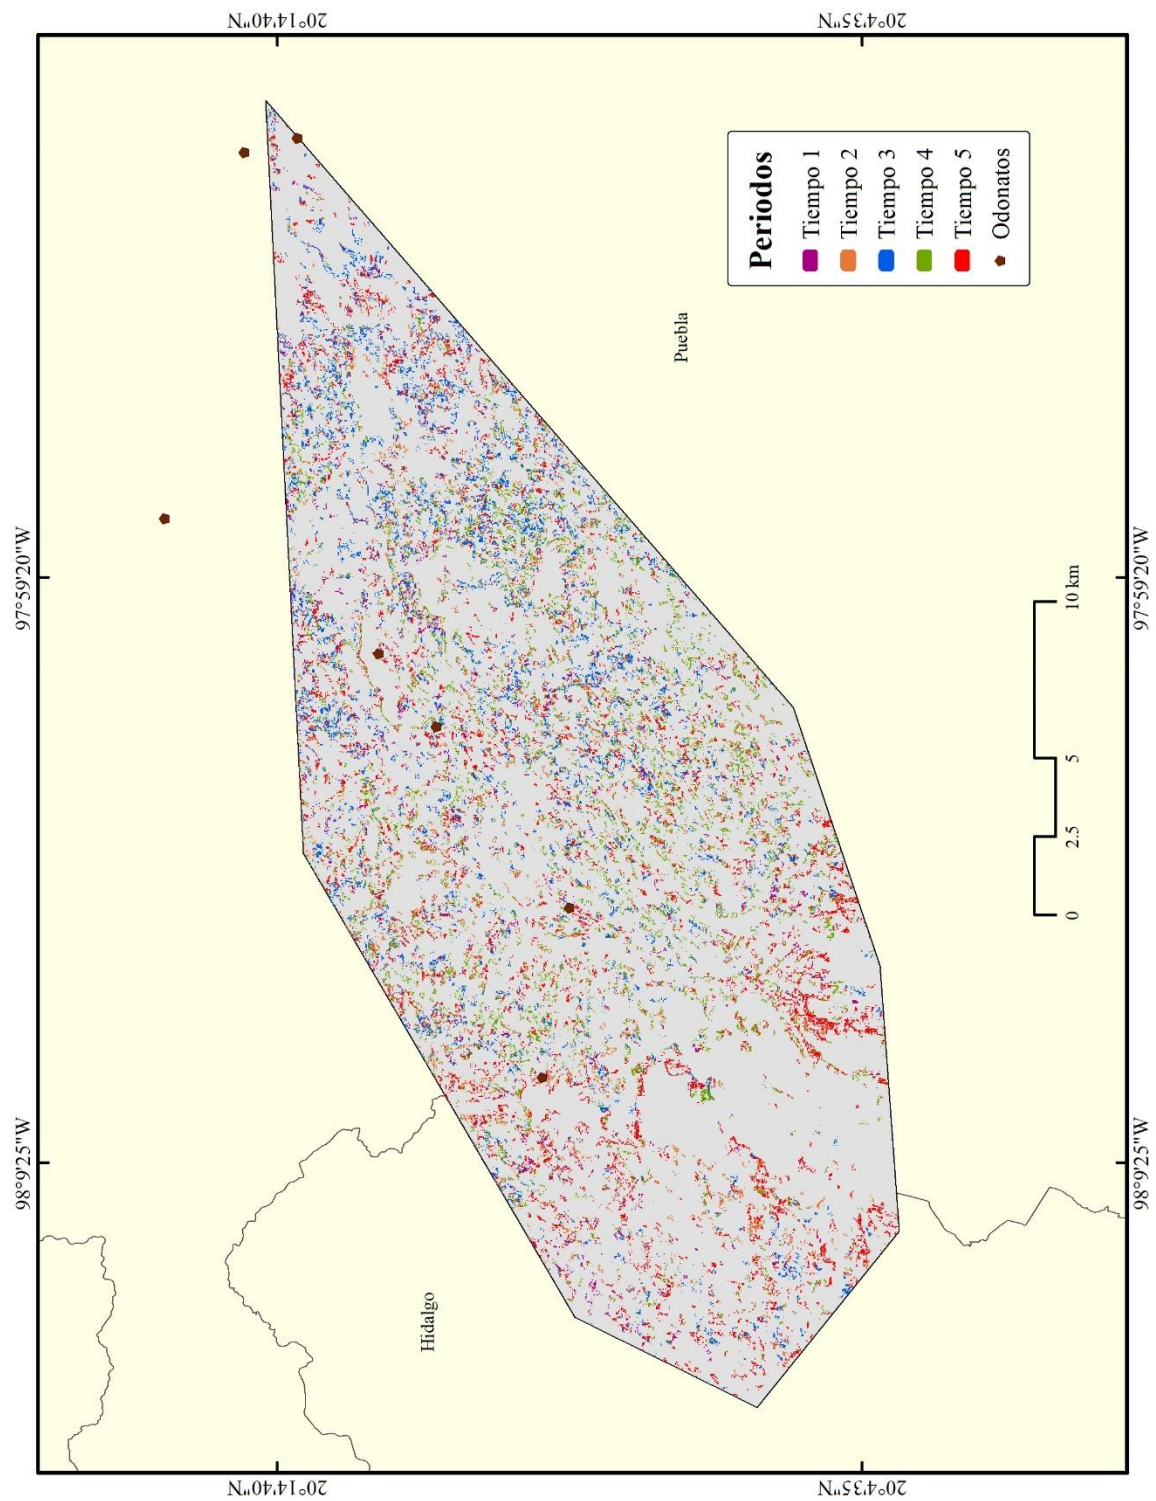 98°9'25"W
97°59'20"W
20°14'40"N
20°14'40"N
Hidalgo
Puebla
Periodos
Tiempo 1
Tiempo 2
Tiempo 3
Tiempo 4
Tiempo 5
Odonatos
20°4'35"N
20°4'35"N
0
2.5
5
10 km
98°9'25"W
97°59'20"W